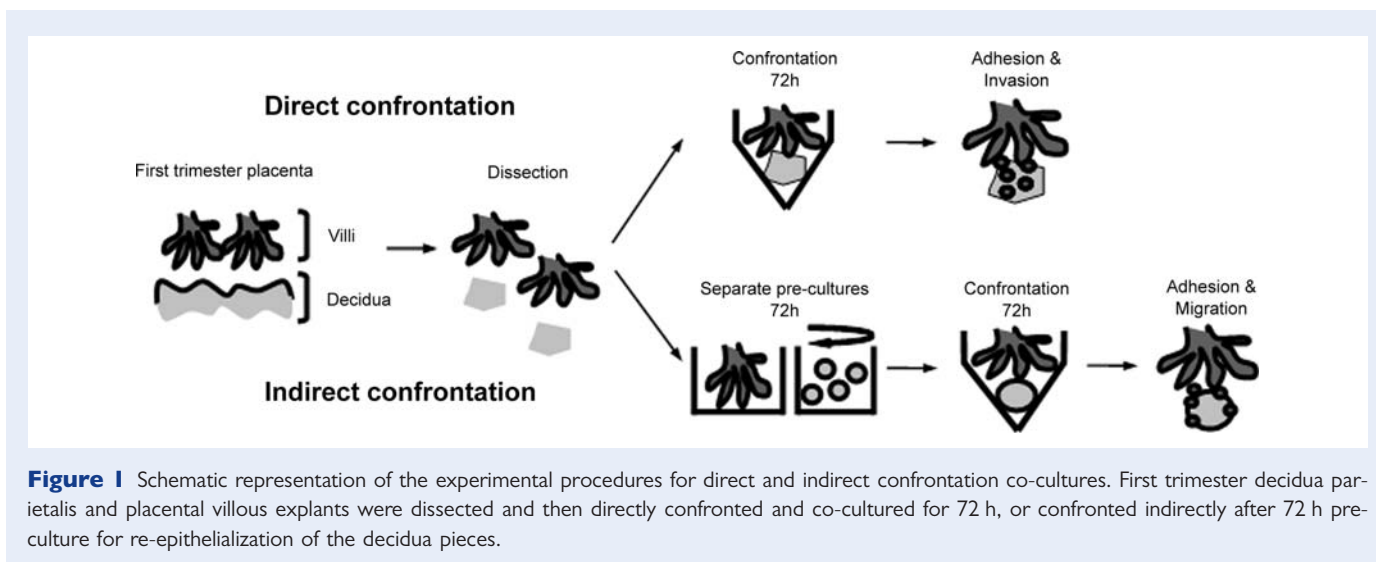 Direct confrontation
First trimester placenta
Villi
Decidua
Dissection
Indirect confrontation
Confrontation
72h
Adhesion &
Invasion
Separate pre-cultures
72h
Confrontation
72h
Adhesion &
Migration
Figure 1 Schematic representation of the experimental procedures for direct and indirect confrontation co-cultures. First trimester decidua par-
ietalis and placental villous explants were dissected and then directly confronted and co-cultured for 72 h, or confronted indirectly after 72 h pre-
culture for re-epithelialization of the decidua pieces.